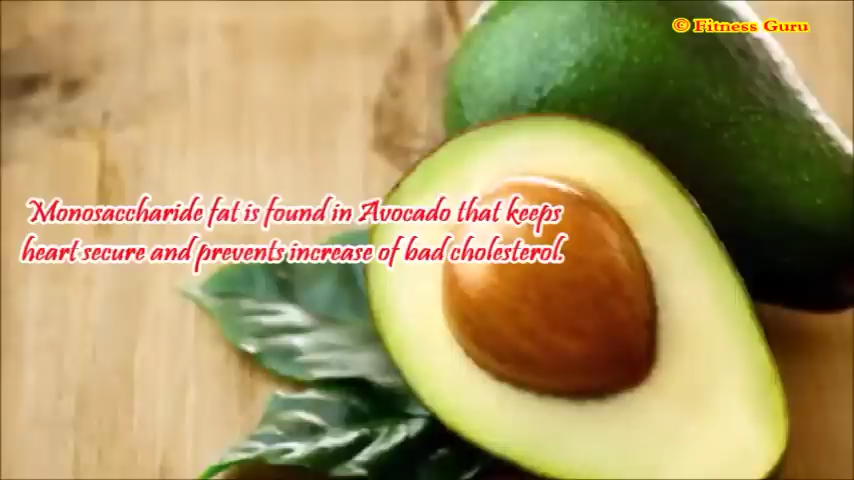 © Fitness Guru
Monosaccharide fat is found in Avocado that keeps
heart secure and prevents increase of bad cholesterol.